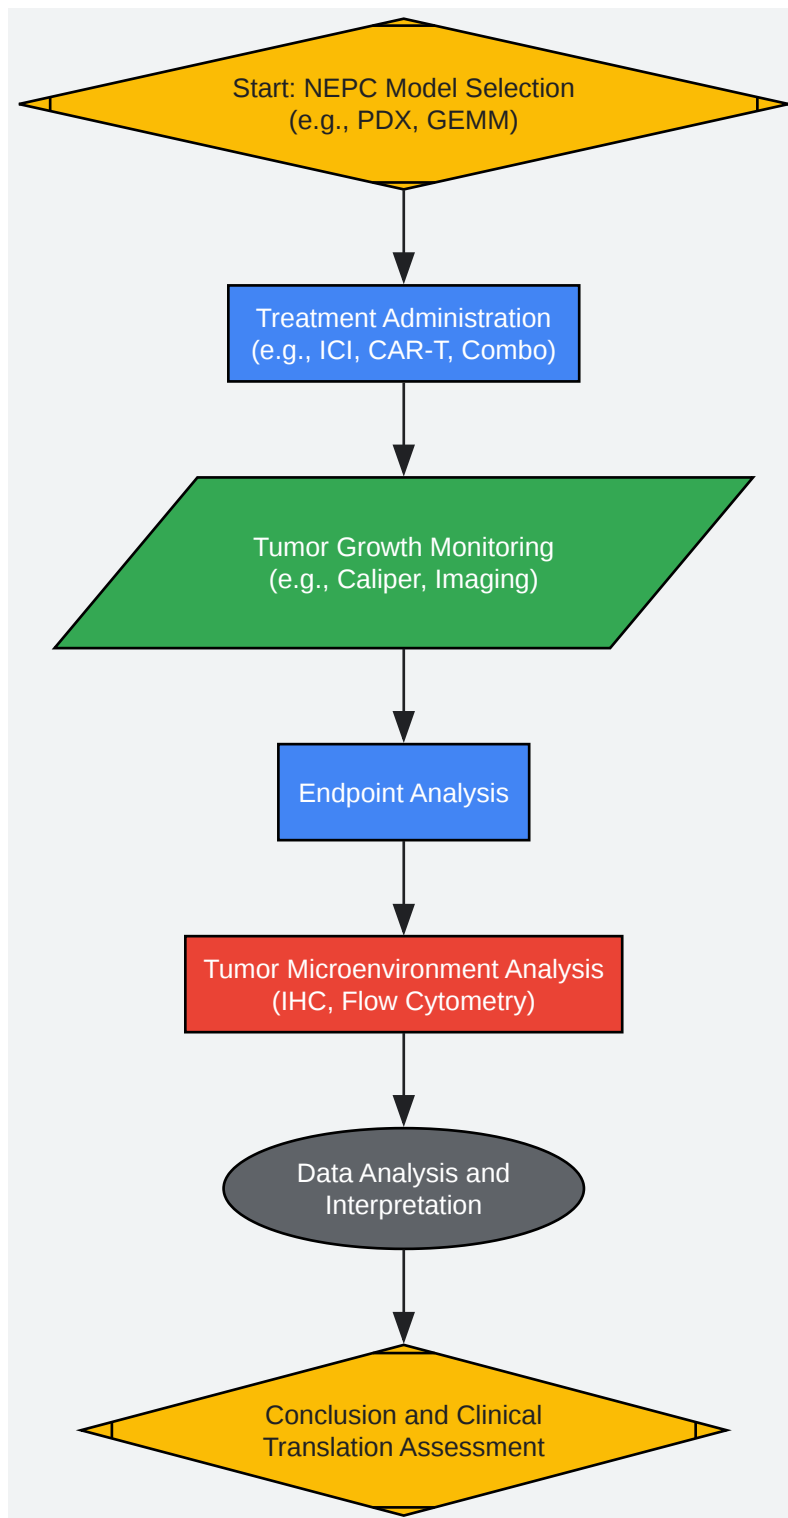 Start: NEPC Model Selection
(e.g., PDX, GEMM)
Treatment Administration
(e.g., ICI, CAR-T, Combo)
Tumor Growth Monitoring
(e.g., Caliper, Imaging)
Endpoint Analysis
Tumor Microenvironment Analysis
(IHC, Flow Cytometry)
Data Analysis and
Interpretation
Conclusion and Clinical
Translation Assessment